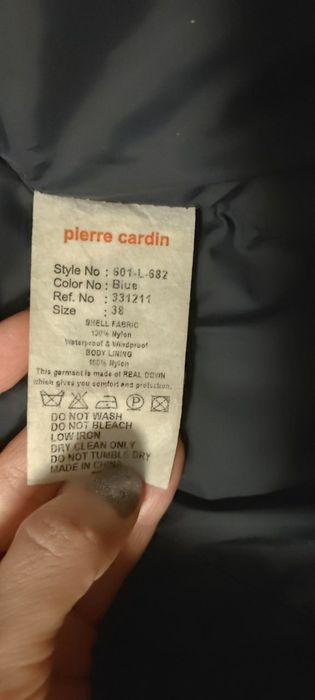 pierre cardin
Style No : 601-L-682
Color No : Blue
Ref. No : 331211
Size : 38
SHELL FABRIC
100% Nylon
Waterproof & Windproof
BODY LINING
100% Nylon
This garment is made of REAL DOWN
which gives you comfort and protection.
P
DO NOT WASH
DO NOT BLEACH
LOW IRON
DRY CLEAN ONLY
DO NOT TUMBLE DRY
MADE IN CHINA